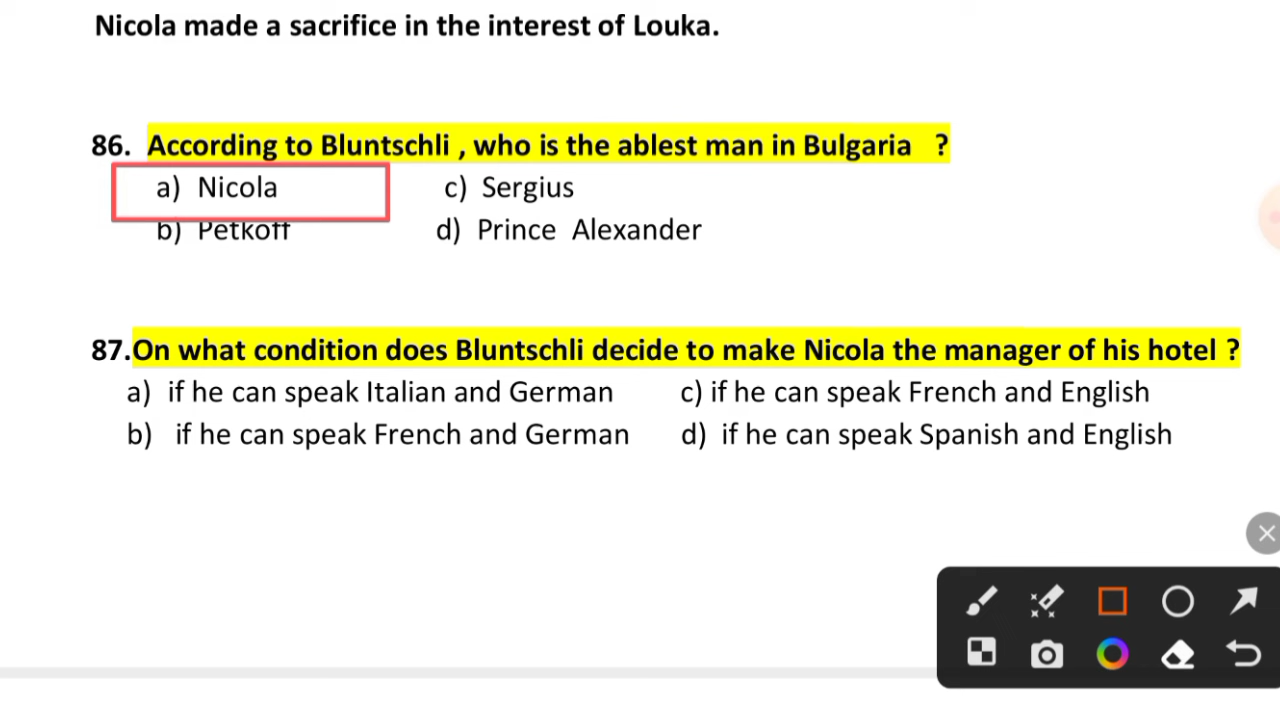 Nicola made a sacrifice in the interest of Louka.
86. According to Bluntschli , who is the ablest man in Bulgaria ?
a) Nicola c) Sergius
b) Petkoff d) Prince Alexander
87.On what condition does Bluntschli decide to make Nicola the manager of his hotel ?
a) if he can speak Italian and German c) if he can speak French and English
b) if he can speak French and German d) if he can speak Spanish and English